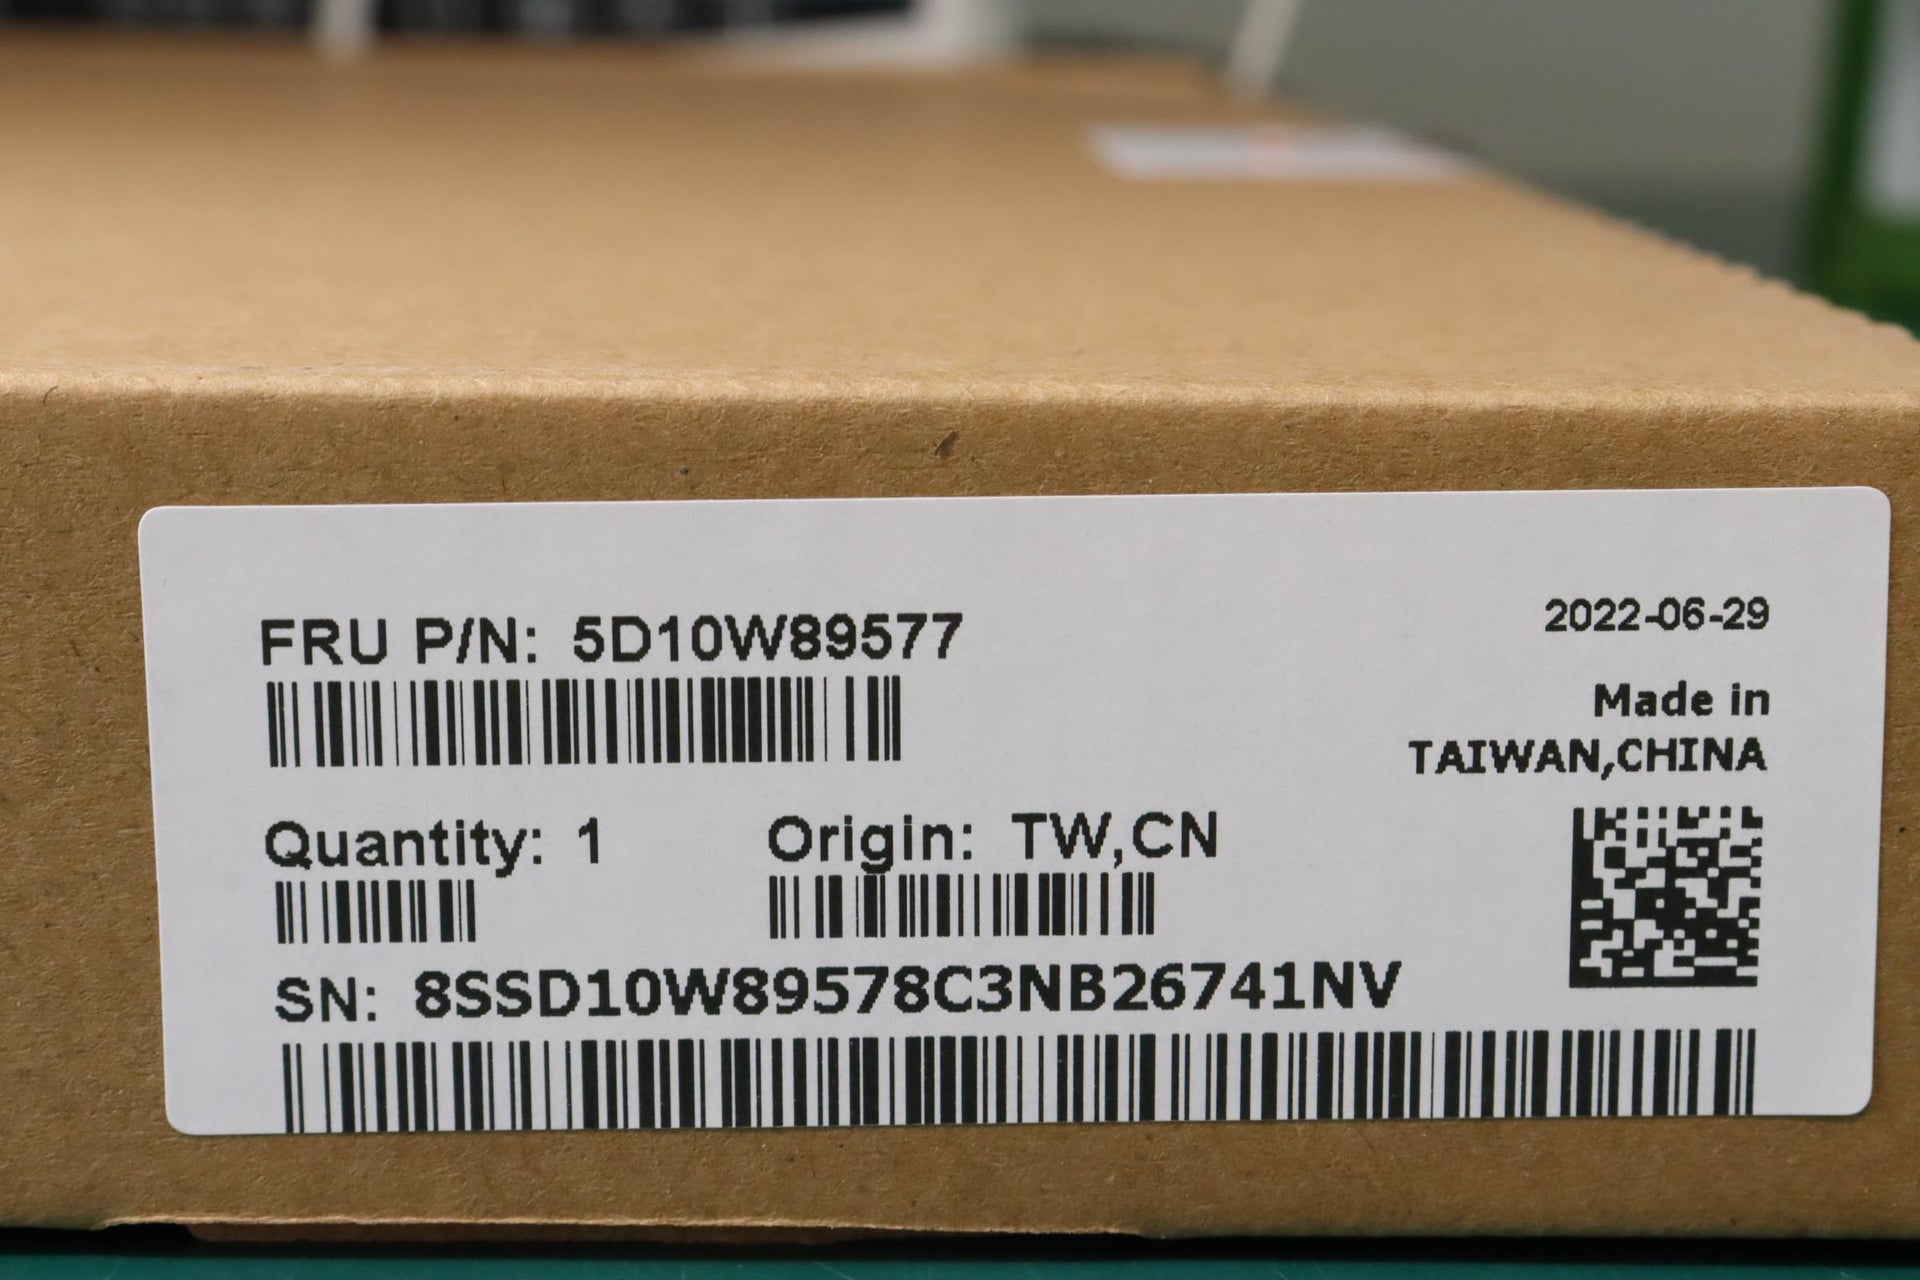 FRU P/N: 5D10W89577
2022-06-29
Made in
TAIWAN,CHINA
Quantity: 1
Origin: TW,CN
SN: 8SSD10W89578C3NB26741NV